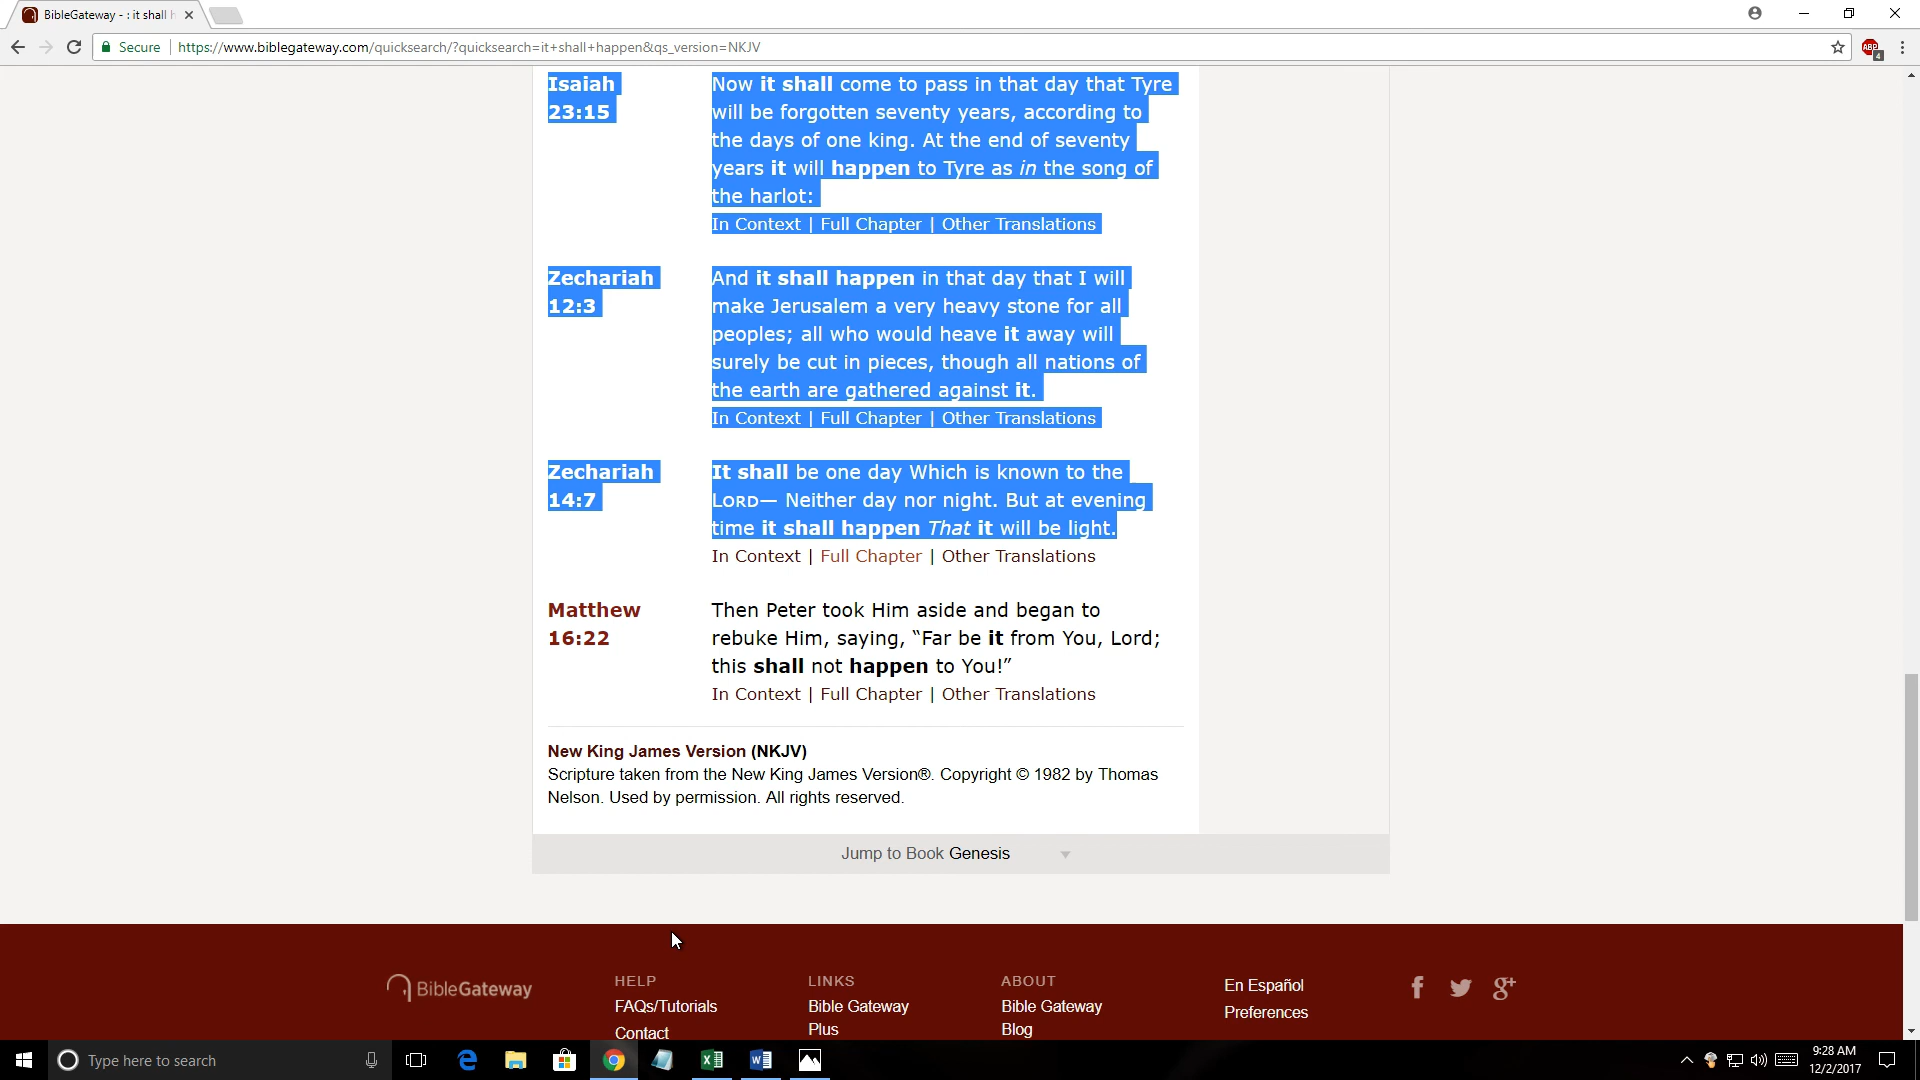 BibleGateway - : it shall h
Secure | https://www.biblegateway.com/quicksearch/?quicksearch=it+shall+happen&qs_version=NKJV
ABP
4
Isaiah
23:15
Now it shall come to pass in that day that Tyre
will be forgotten seventy years, according to
the days of one king. At the end of seventy
years it will happen to Tyre as in the song of
the harlot:
In Context | Full Chapter | Other Translations
Zechariah
12:3
And it shall happen in that day that I will
make Jerusalem a very heavy stone for all
peoples; all who would heave it away will
surely be cut in pieces, though all nations of
the earth are gathered against it.
In Context | Full Chapter | Other Translations
Zechariah
14:7
It shall be one day Which is known to the
LORD— Neither day nor night. But at evening
time it shall happen That it will be light.
In Context | Full Chapter | Other Translations
Matthew
16:22
Then Peter took Him aside and began to
rebuke Him, saying, “Far be it from You, Lord;
this shall not happen to You!”
In Context | Full Chapter | Other Translations
New King James Version (NKJV)
Scripture taken from the New King James Version®. Copyright © 1982 by Thomas
Nelson. Used by permission. All rights reserved.
Jump to Book Genesis
BibleGateway
HELP
FAQs/Tutorials
Contact
LINKS
Bible Gateway
Plus
ABOUT
Bible Gateway
Blog
En Español
Preferences
Type here to search
9:28 AM
12/2/2017